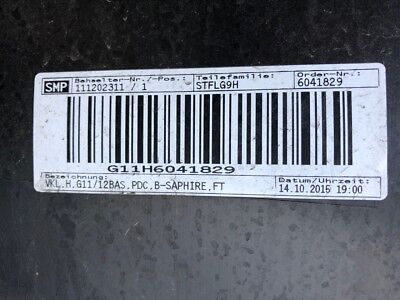 SMP
Behaelter-Nr./-Pos.:
111202311 / 1
Teilefamilie:
STFLG9H
Order-Nr.:
6041829
G11H6041829
Bezeichnung:
VKL,H,G11/12BAS,PDC,B-SAPHIRE,FT
Datum/Uhrzeit:
14.10.2015 19:00